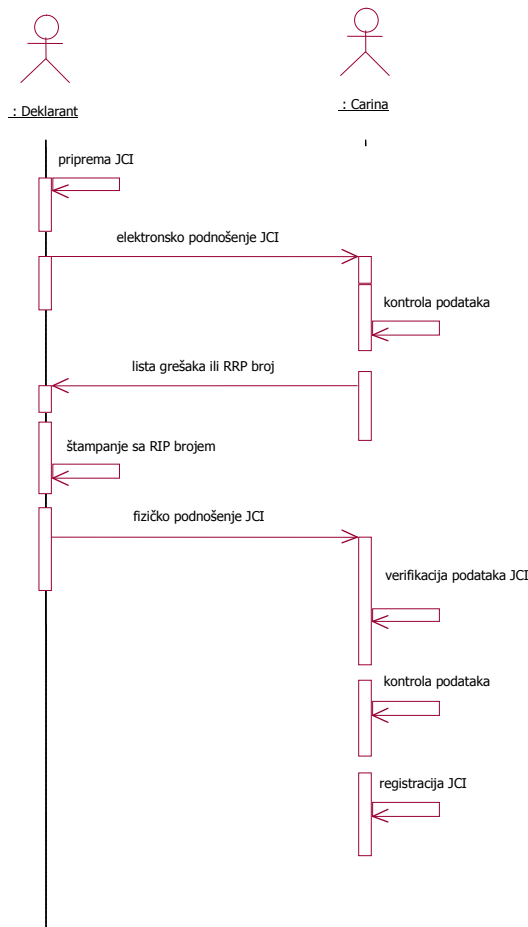 : Deklarant
: Carina
priprema JCI
elektronsko podnošenje JCI
kontrola podataka
lista grešaka ili RRP broj
štampanje sa RIP brojem
fizičko podnošenje JCI
verifikacija podataka JCI
kontrola podataka
registracija JCI